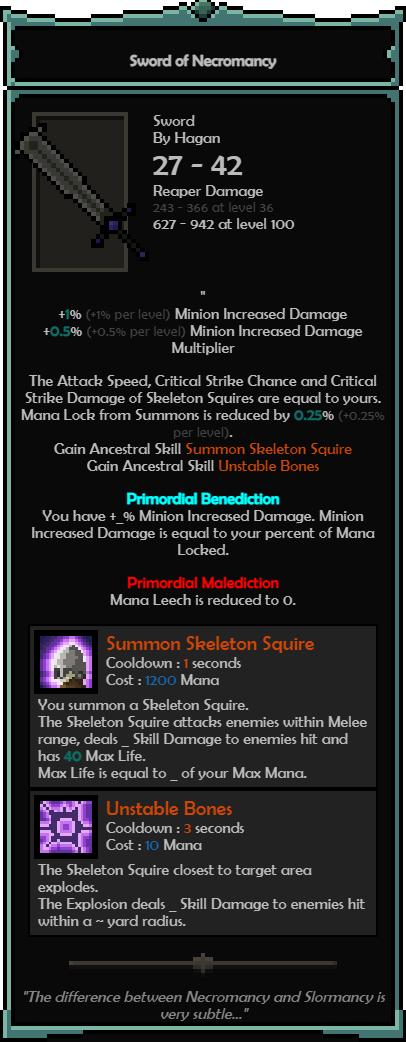 Sword of Necromancy
Sword
By Hagan
27 - 42
Reaper Damage
243 - 366 at level 36
627 - 942 at level 100
"
+1% (+1% per level) Minion Increased Damage
+0.5% (+0.5% per level) Minion Increased Damage
Multiplier
The Attack Speed, Critical Strike Chance and Critical
Strike Damage of Skeleton Squires are equal to yours.
Mana Lock from Summons is reduced by 0.25% (+0.25%
per level).
Gain Ancestral Skill Summon Skeleton Squire
Gain Ancestral Skill Unstable Bones
Primordial Benediction
You have +_% Minion Increased Damage. Minion
Increased Damage is equal to your percent of Mana
Locked.
Primordial Malediction
Mana Leech is reduced to 0.
Summon Skeleton Squire
Cooldown : 1 seconds
Cost : 1200 Mana
You summon a Skeleton Squire.
The Skeleton Squire attacks enemies within Melee
range, deals _ Skill Damage to enemies hit and
has 40 Max Life.
Max Life is equal to _ of your Max Mana.
Unstable Bones
Cooldown : 3 seconds
Cost : 10 Mana
The Skeleton Squire closest to target area
explodes.
The Explosion deals _ Skill Damage to enemies hit
within a ~ yard radius.
"The difference between Necromancy and Slormancy is
very subtle..."